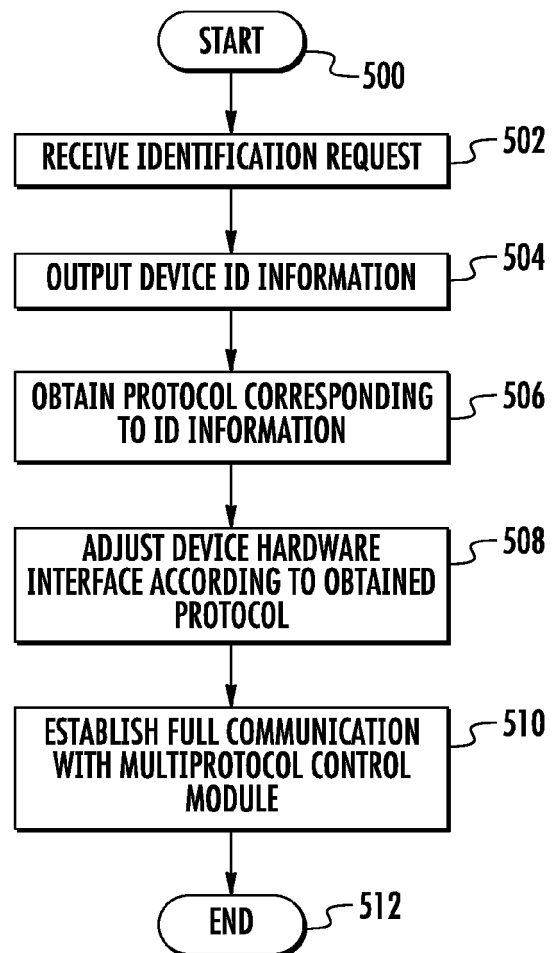 START
500
RECEIVE IDENTIFICATION REQUEST
502
OUTPUT DEVICE ID INFORMATION
504
OBTAIN PROTOCOL CORRESPONDING
TO ID INFORMATION
506
ADJUST DEVICE HARDWARE
INTERFACE ACCORDING TO OBTAINED
PROTOCOL
508
ESTABLISH FULL COMMUNICATION
WITH MULTIPROTOCOL CONTROL
MODULE
510
END
512